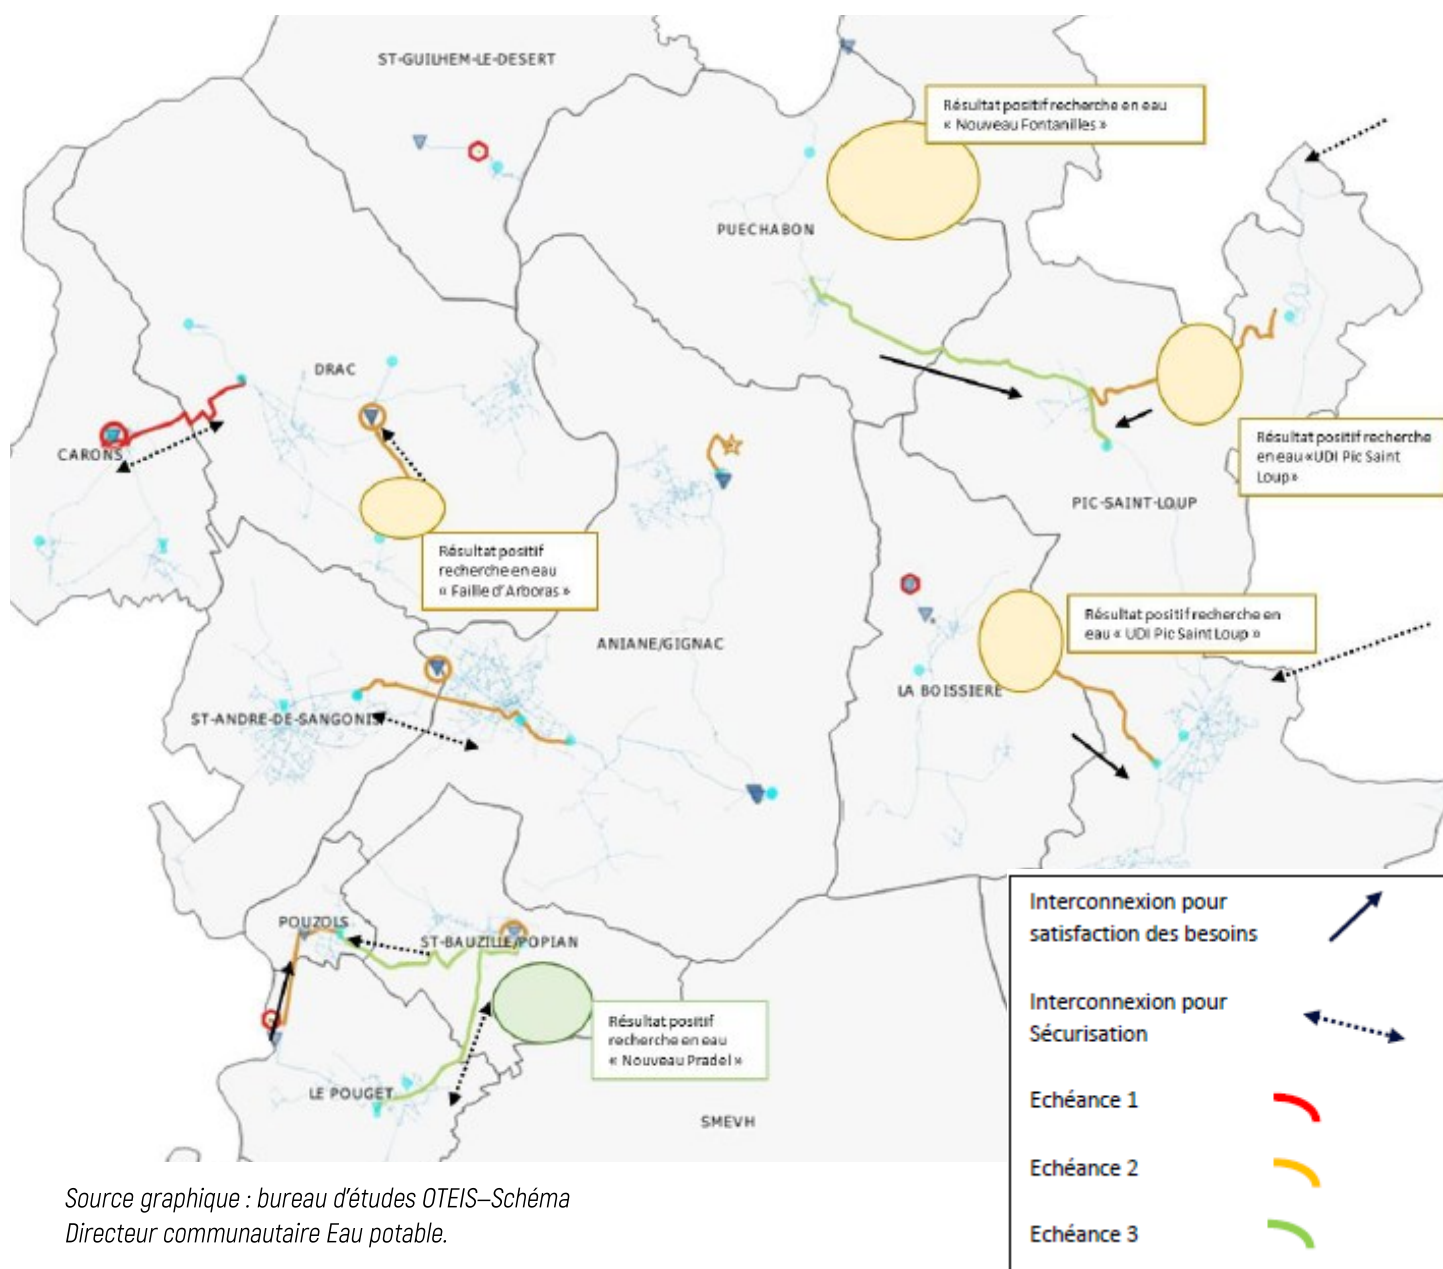 ST-GUILHEM-LE-DESERT
Résultat positif recherche en eau
« Nouveau Fontanilles »
PUECHABON
DRAC
CARONS
Résultat positif recherche
en eau «UDI Pic Saint
Loup»
PIC-SAINT-LOUP
Résultat positif
recherche en eau
« Faille d'Arboras »
ANIANE/GIGNAC
Résultat positif recherche en
eau « UDI Pic Saint Loup »
LA BOISSIERE
ST-ANDRE-DE-SANGONIS
POUZOLS
ST-BAUZILLE/POPIAN
Résultat positif
recherche en eau
« Nouveau Pradel »
LE POUGET
SMEVH
Interconnexion pour
satisfaction des besoins
Interconnexion pour
Sécurisation
Echéance 1
Echéance 2
Echéance 3
Source graphique : bureau d'études OTEIS–Schéma
Directeur communautaire Eau potable.